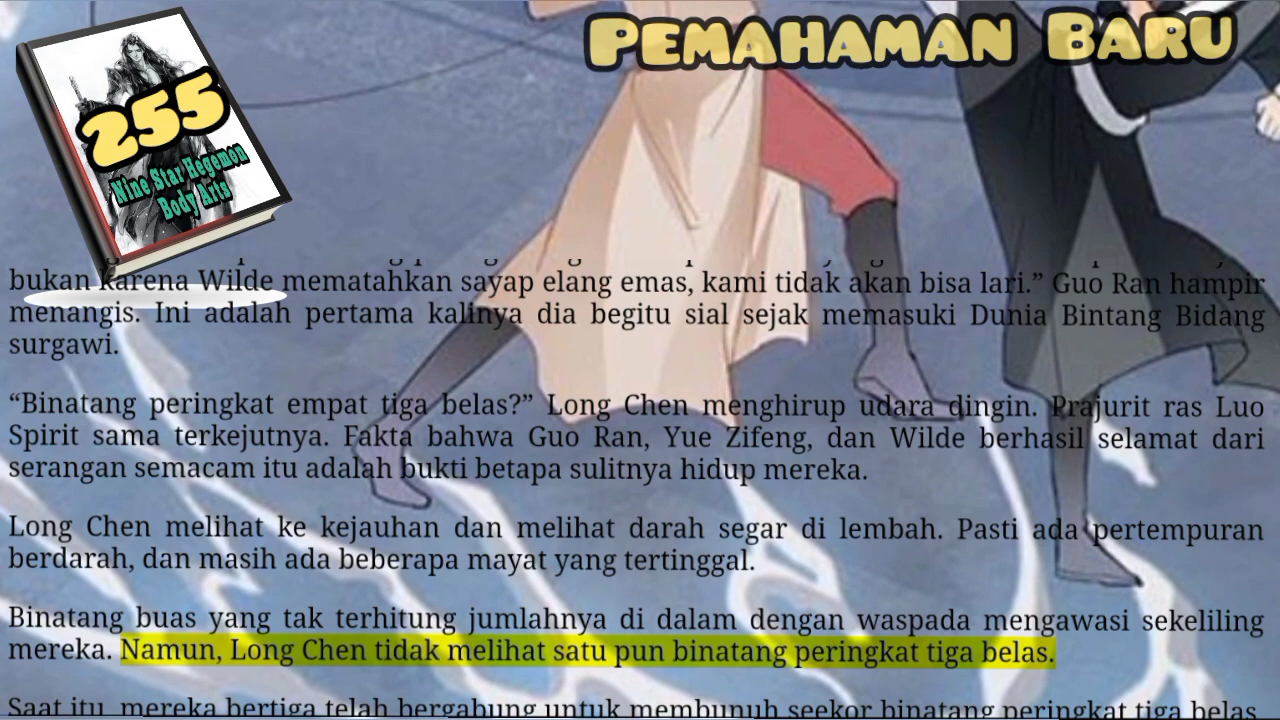 PEMAHAMAN BARU
255
Nine Star Hegemon
Body Arts
bukan karena Wilde mematahkan sayap elang emas, kami tidak akan bisa lari.” Guo Ran hampir
menangis. Ini adalah pertama kalinya dia begitu sial sejak memasuki Dunia Bintang Bidang
surgawi.
“Binatang peringkat empat tiga belas?” Long Chen menghirup udara dingin. Prajurit ras Luo
Spirit sama terkejutnya. Fakta bahwa Guo Ran, Yue Zifeng, dan Wilde berhasil selamat dari
serangan semacam itu adalah bukti betapa sulitnya hidup mereka.
Long Chen melihat ke kejauhan dan melihat darah segar di lembah. Pasti ada pertempuran
berdarah, dan masih ada beberapa mayat yang tertinggal.
Binatang buas yang tak terhitung jumlahnya di dalam dengan waspada mengawasi sekeliling
mereka. Namun, Long Chen tidak melihat satu pun binatang peringkat tiga belas.
Saat itu, mereka bertiga telah bergabung untuk membunuh seekor binatang peringkat tiga belas